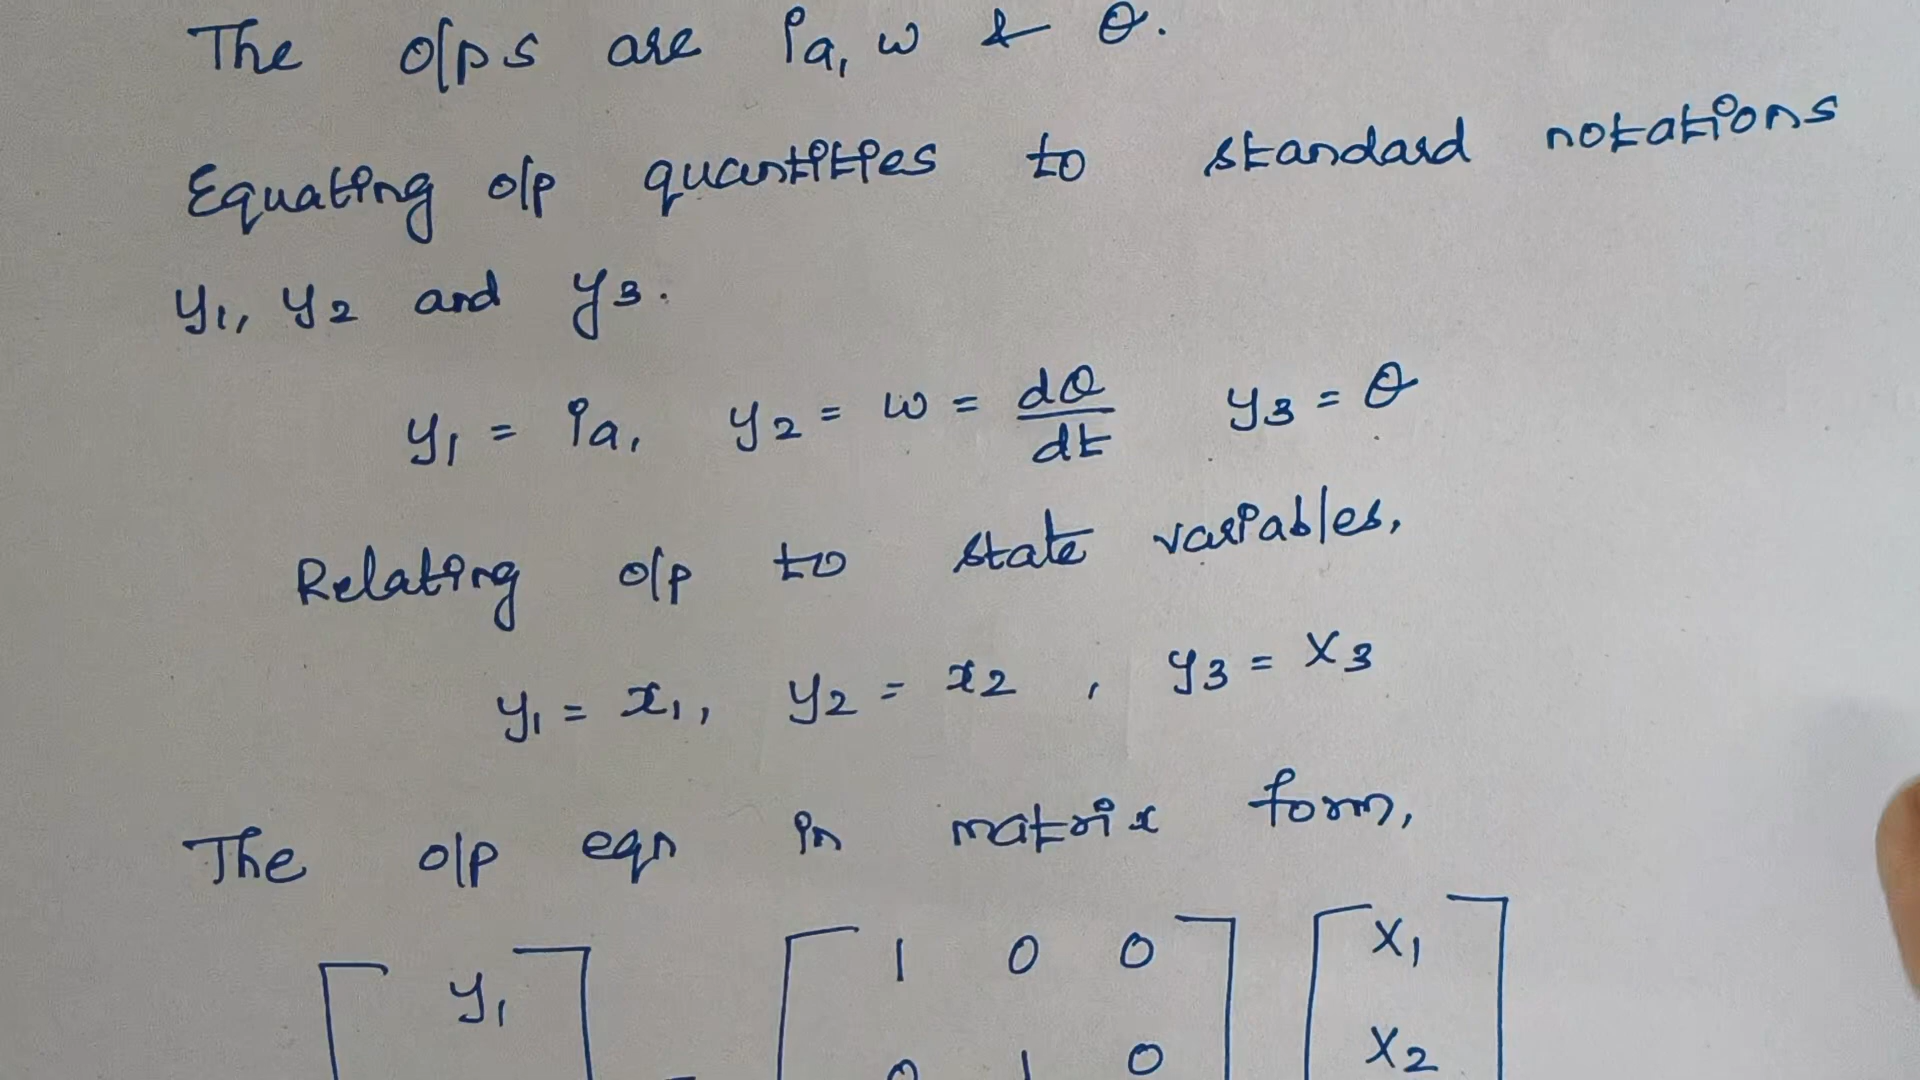 The o/ps are ia, ω & θ.
Equating o/p quantities to standard notations
y1, y2 and y3.
y1 = ia, y2 = ω = dθ/dt y3 = θ
Relating o/p to state variables,
y1 = x1, y2 = x2, y3 = x3
The o/p eqn in matrix form,
[y1 [1 0 0] [x1]
= 0 1 0 x2